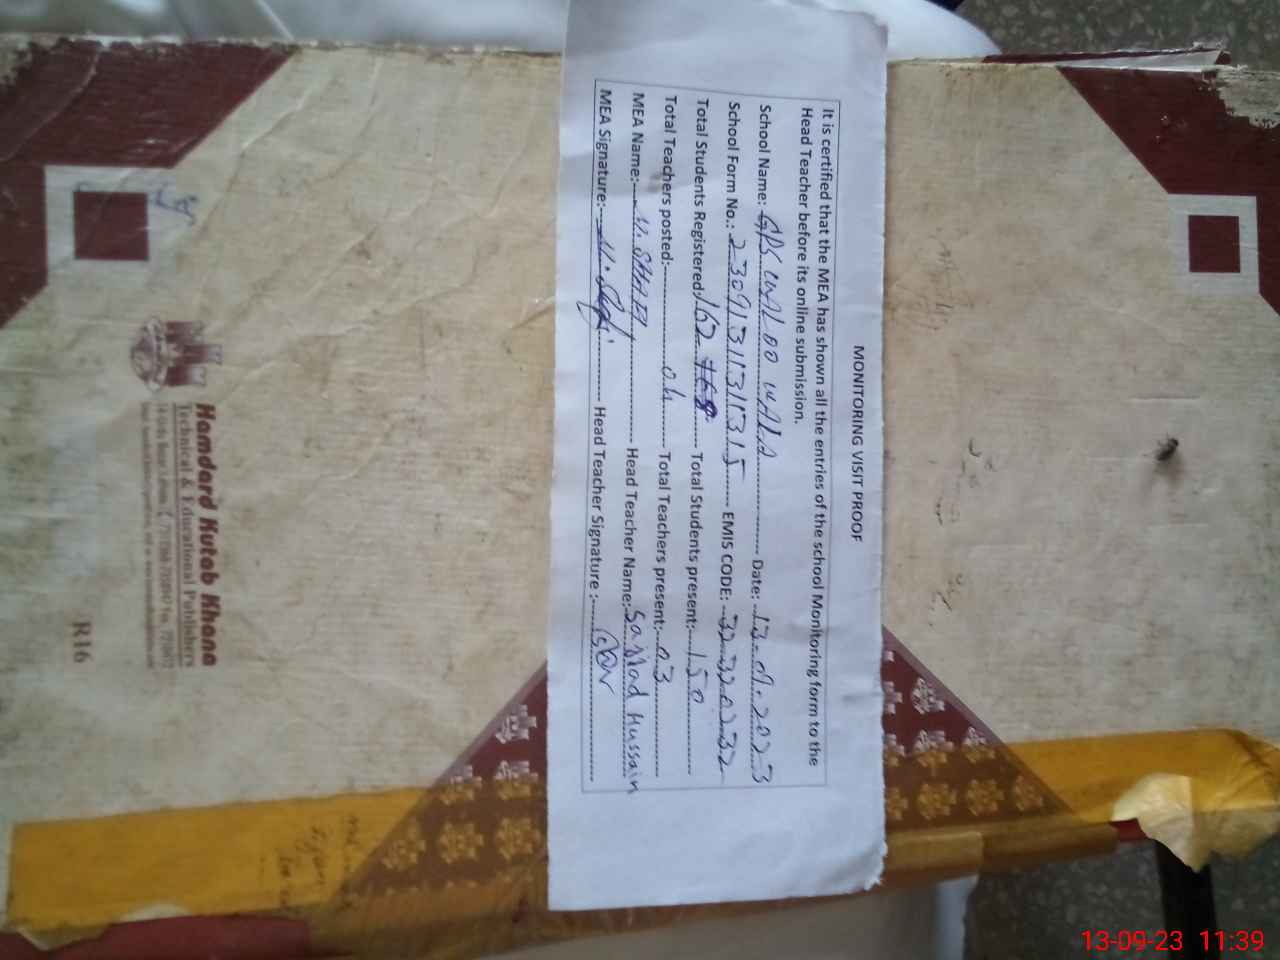 MONITORING VISIT PROOF
It is certified that the MEA has shown all the entries of the school Monitoring form to the
Head Teacher before its online submission.
School Name: GPS WALOO WALA Date: 13-09-2023
School Form No.: 2309131131315 EMIS CODE: 32330232
Total Students Registered: 162 Total Students present: 150
Total Teachers posted: 04 Total Teachers present: 03
MEA Name: M. SHAFI Head Teacher Name: Sajjad Hussain
MEA Signature: Head Teacher Signature :
Hamdard Kutab Khana
Technical & Educational Publishers
R16
13-09-23 11:39